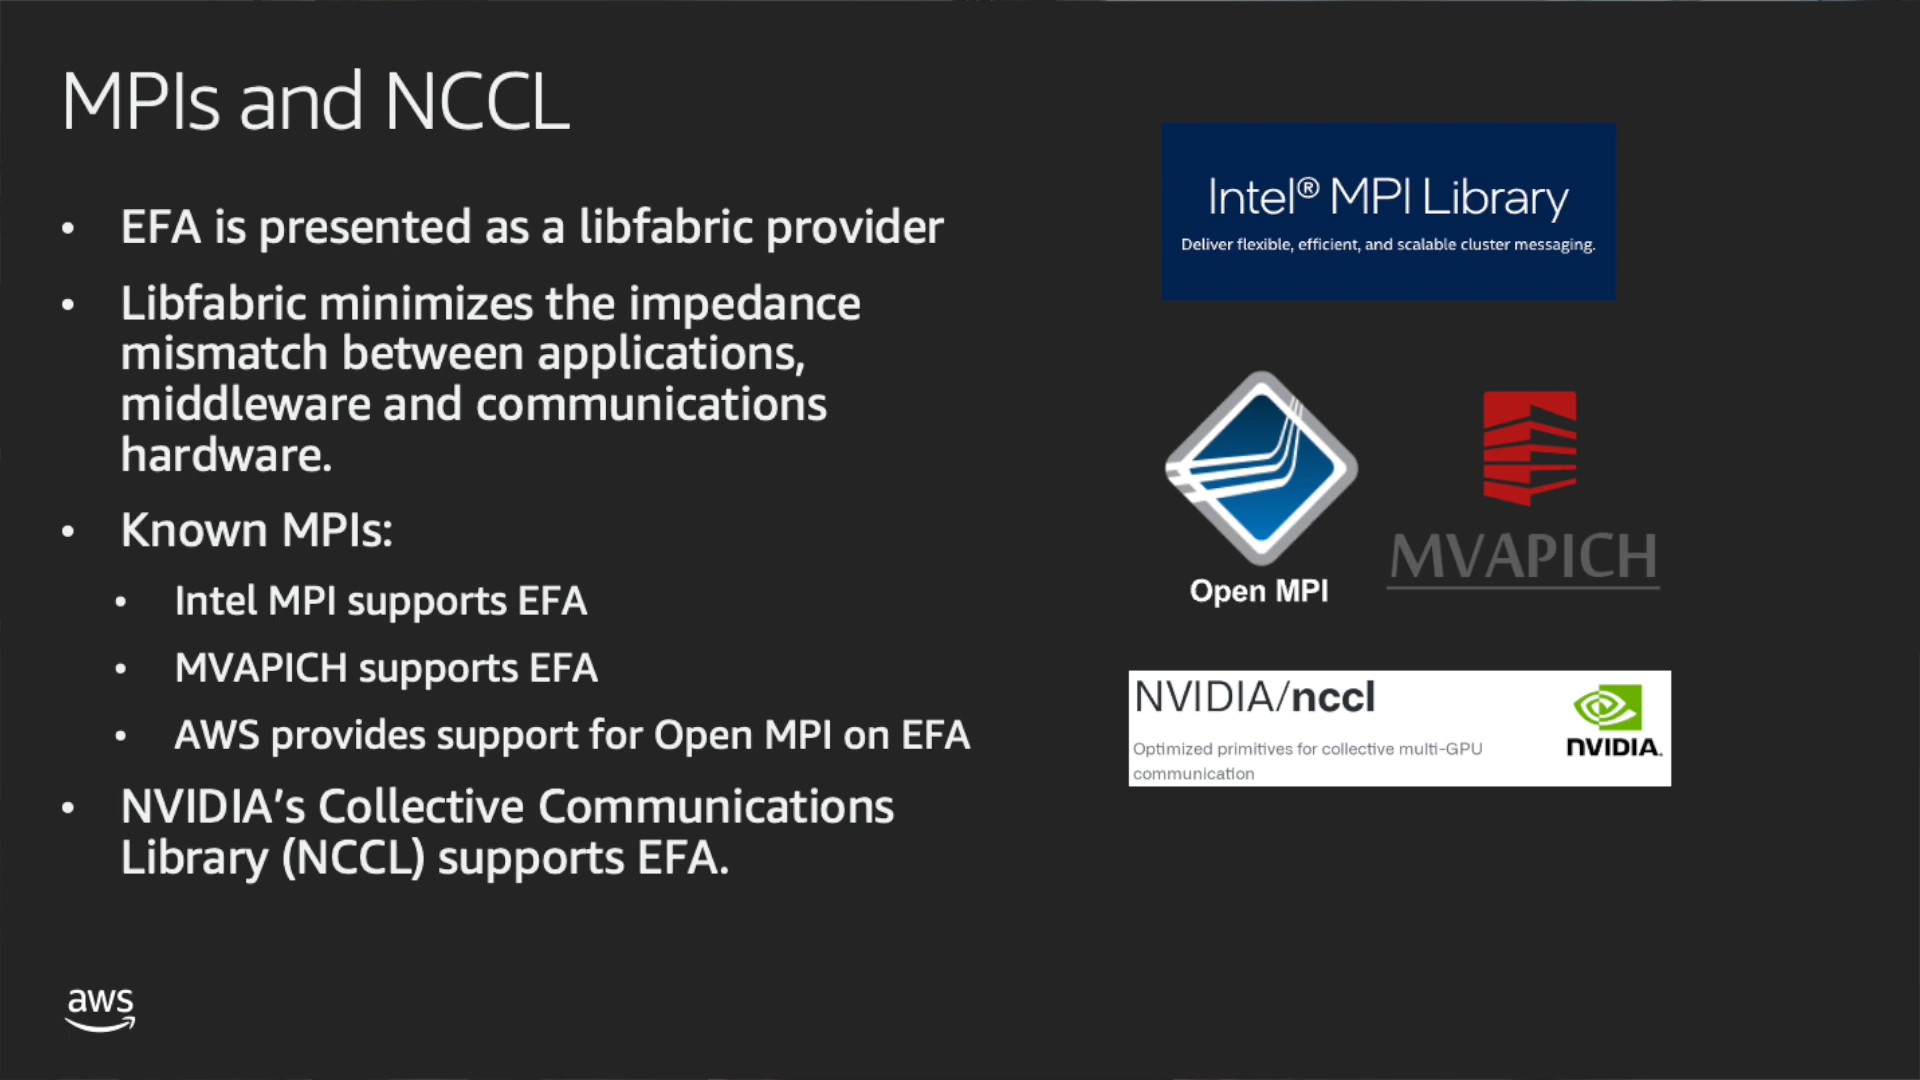 MPIs and NCCL
• EFA is presented as a libfabric provider
• Libfabric minimizes the impedance
mismatch between applications,
middleware and communications
hardware.
• Known MPIs:
• Intel MPI supports EFA
• MVAPICH supports EFA
• AWS provides support for Open MPI on EFA
• NVIDIA’s Collective Communications
Library (NCCL) supports EFA.
Intel® MPI Library
Deliver flexible, efficient, and scalable cluster messaging.
Open MPI
MVAPICH
NVIDIA/nccl
Optimized primitives for collective multi-GPU
communication
NVIDIA.
aws